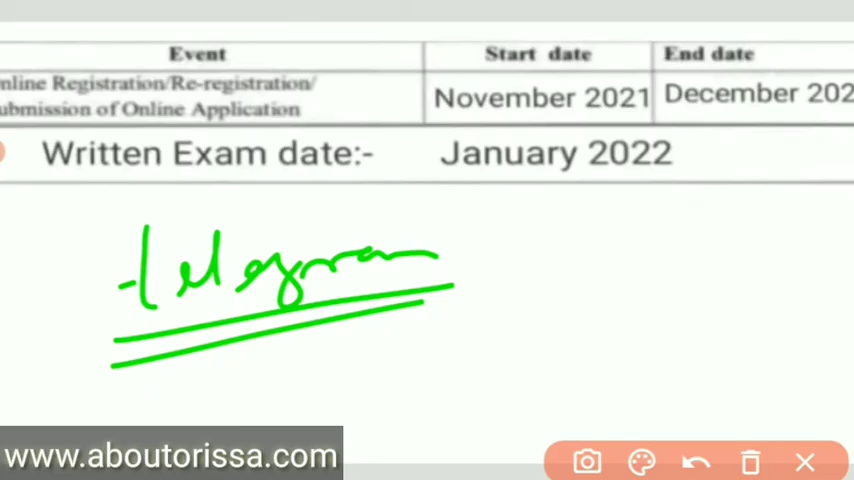 Event Start date End date
nline Registration/Re-registration/
ubmission of Online Application November 2021 December 202
Written Exam date:- January 2022
telegram
www.aboutorissa.com